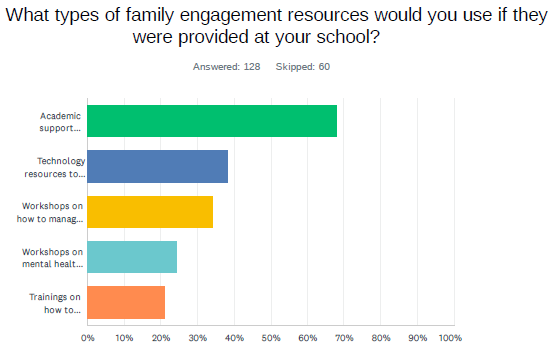 What types of family engagement resources would you use if they
were provided at your school?
Answered: 128 Skipped: 60
Academic
support...
Technology
resources to...
Workshops on
how to manag...
Workshops on
mental healt...
Trainings on
how to...
0% 10% 20% 30% 40% 50% 60% 70% 80% 90% 100%